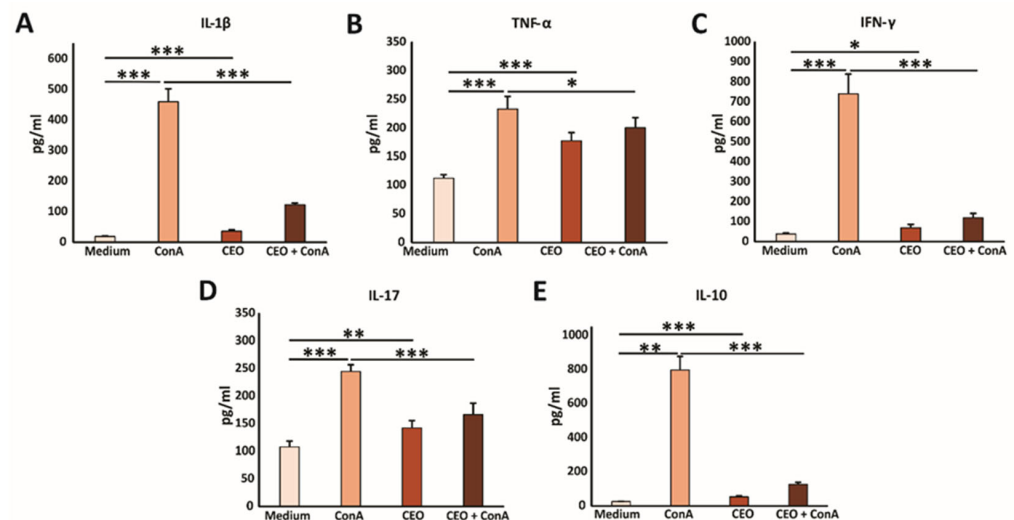 A
IL-1β
pg/ml
600
500
400
300
200
100
0
***
***
***
Medium
ConA
CEO
CEO + ConA
B
TNF-α
pg/ml
350
300
250
200
150
100
50
0
***
***
*
Medium
ConA
CEO
CEO + ConA
C
IFN-γ
pg/ml
1000
900
800
700
600
500
400
300
200
100
0
*
***
***
Medium
ConA
CEO
CEO + ConA
D
IL-17
pg/ml
350
300
250
200
150
100
50
0
**
***
***
Medium
ConA
CEO
CEO + ConA
E
IL-10
pg/ml
1000
800
600
400
200
0
***
**
***
Medium
ConA
CEO
CEO + ConA